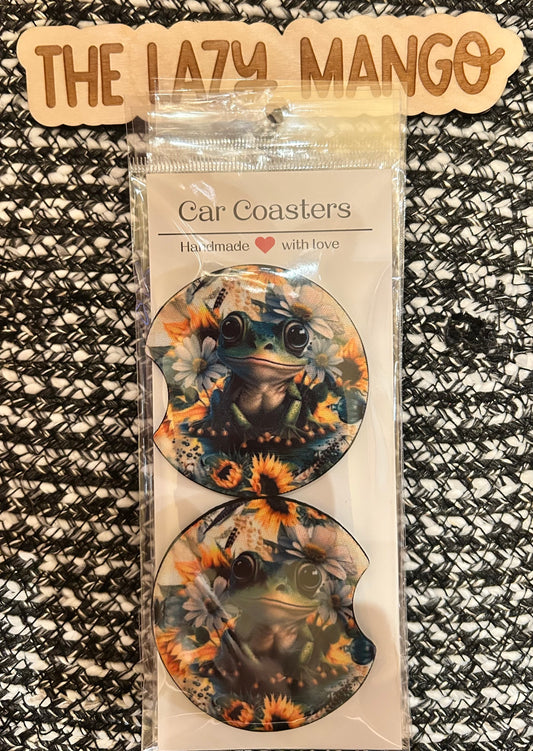 THE LAZY MANGO
Car Coasters
Handmade ❤ with love